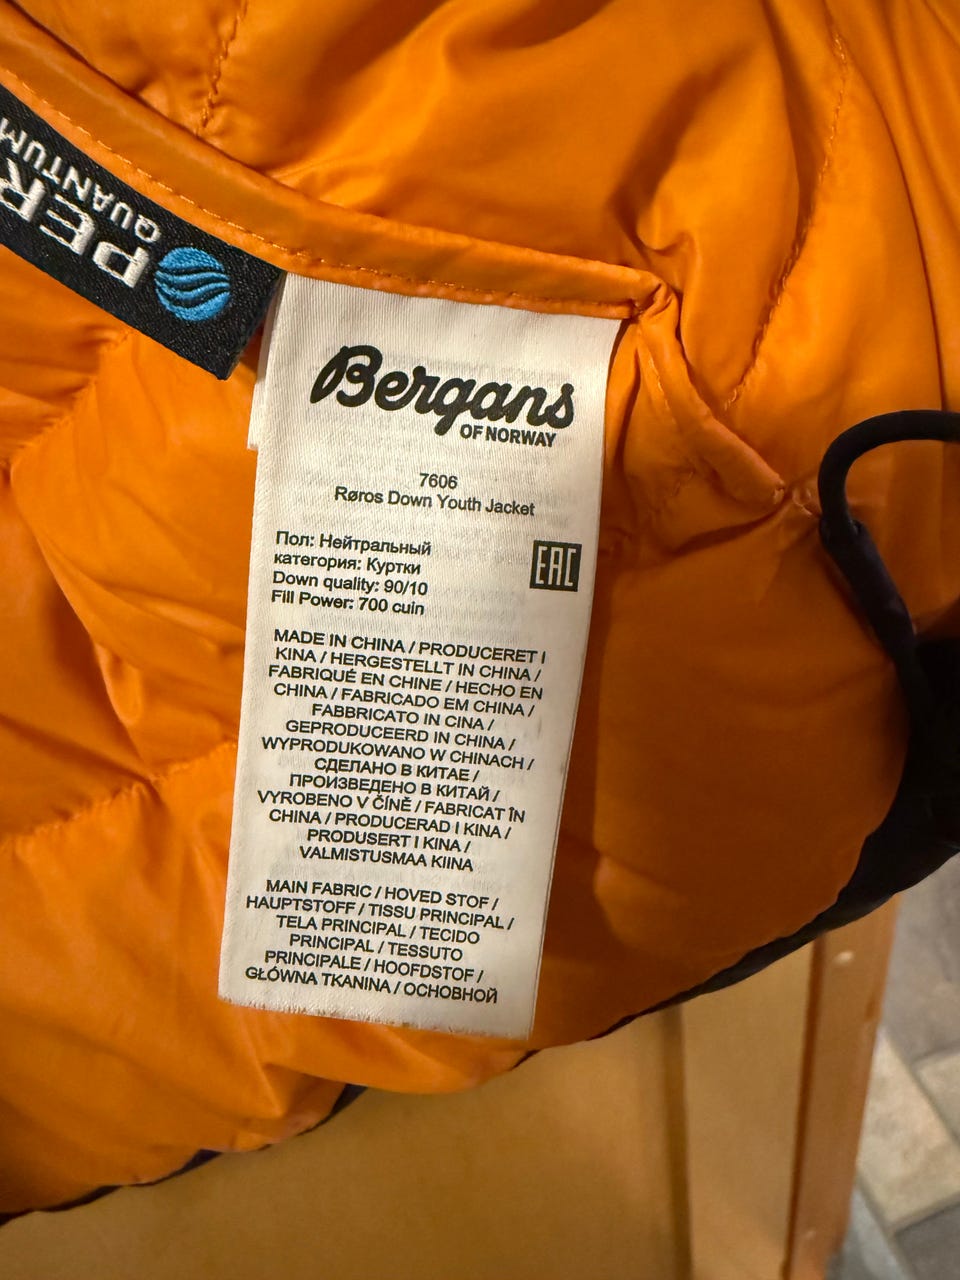 PER
QUANTUM
Bergans
OF NORWAY
7606
Røros Down Youth Jacket
Пол: Нейтральный
категория: Куртки
Down quality: 90/10
Fill Power: 700 cuin
EAC
MADE IN CHINA / PRODUCERET I
KINA / HERGESTELLT IN CHINA /
FABRIQUÉ EN CHINE / HECHO EN
CHINA / FABRICADO EM CHINA /
FABBRICATO IN CINA /
GEPRODUCEERD IN CHINA /
WYPRODUKOWANO W CHINACH /
СДЕЛАНО В КИТАЕ /
ПРОИЗВЕДЕНО В КИТАЙ /
VYROBENO V ČÍNĚ / FABRICAT ÎN
CHINA / PRODUCERAD I KINA /
PRODUSERT I KINA /
VALMISTUSMAA KIINA
MAIN FABRIC / HOVED STOF /
HAUPTSTOFF / TISSU PRINCIPAL /
TELA PRINCIPAL / TECIDO
PRINCIPAL / TESSUTO
PRINCIPALE / HOOFDSTOF /
GŁÓWNA TKANINA / ОСНОВНОЙ